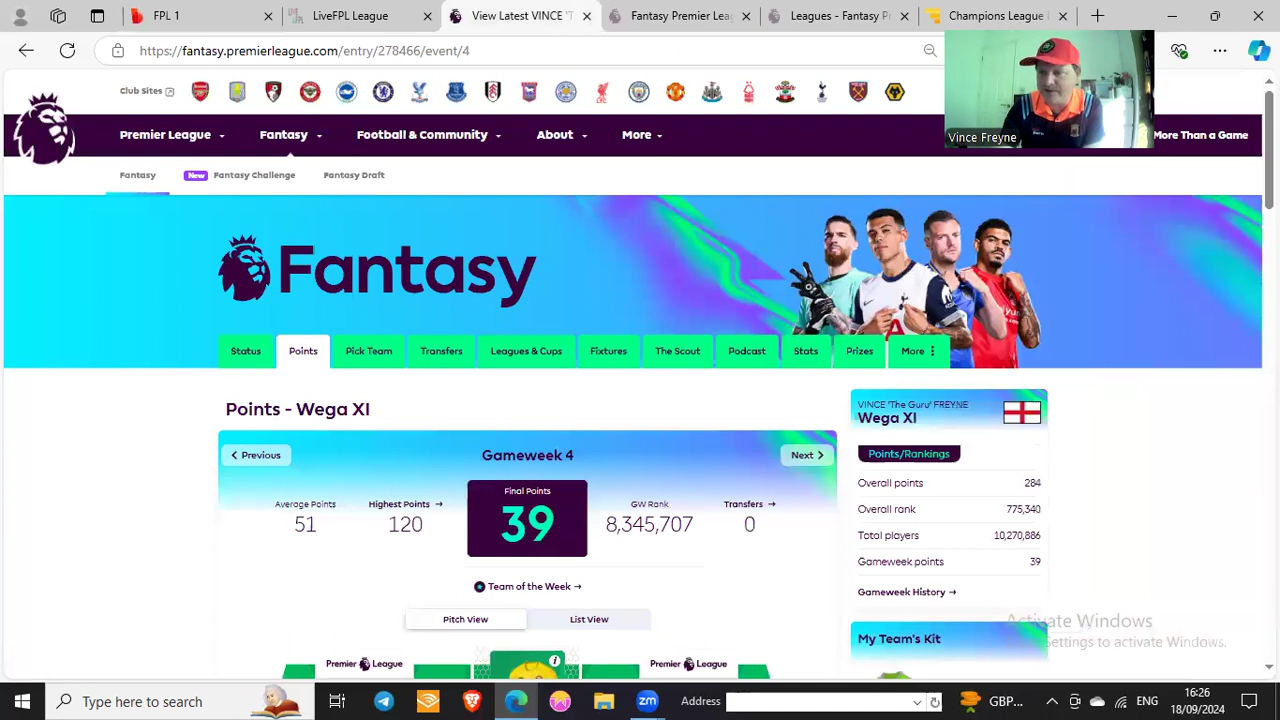 FPL 1
View Latest VINCE "T
Fantasy Premier Leag
Leagues - Fantasy Pr
Champions League
https://fantasy.premierleague.com/entry/278466/event/4
Vince Freyne
Club Sites
Premier League
Fantasy
Football & Community
About
More
More Than a Game
Fantasy
New
Fantasy Challenge
Fantasy Draft
Fantasy
Status
Points
Pick Team
Transfers
Leagues & Cups
Fixtures
The Scout
Podcast
Stats
Prizes
More
Points - Wega XI
Previous
Gameweek 4
Next
Average Points
51
Highest Points →
120
Final Points
39
GW Rank
8,345,707
Transfers →
0
Team of the Week →
Pitch View
List View
Premier League
Premier League
VINCE 'The Guru' FREYNE
Wega XI
Points/Rankings
Overall points 284
Overall rank 775,340
Total players 10,270,886
Gameweek points 39
Gameweek History →
My Team's Kit
Activate Windows
Settings to activate Windows.
Type here to search
Address
GBP...
ENG
16:26
18/09/2024